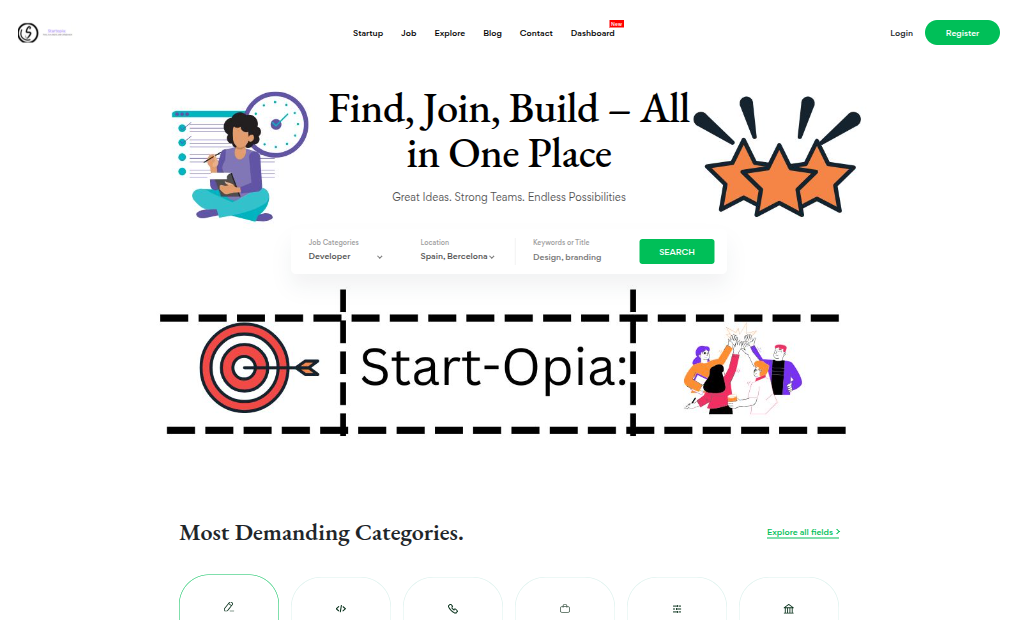 Startopia
Startup
Job
Explore
Blog
Contact
Dashboard
New
Login
Register
Find, Join, Build – All
in One Place
Great Ideas. Strong Teams. Endless Possibilities
Job Categories
Developer
Location
Spain, Bercelona
Keywords or Title
Design, branding
SEARCH
Start-Opia:
Most Demanding Categories.
Explore all fields